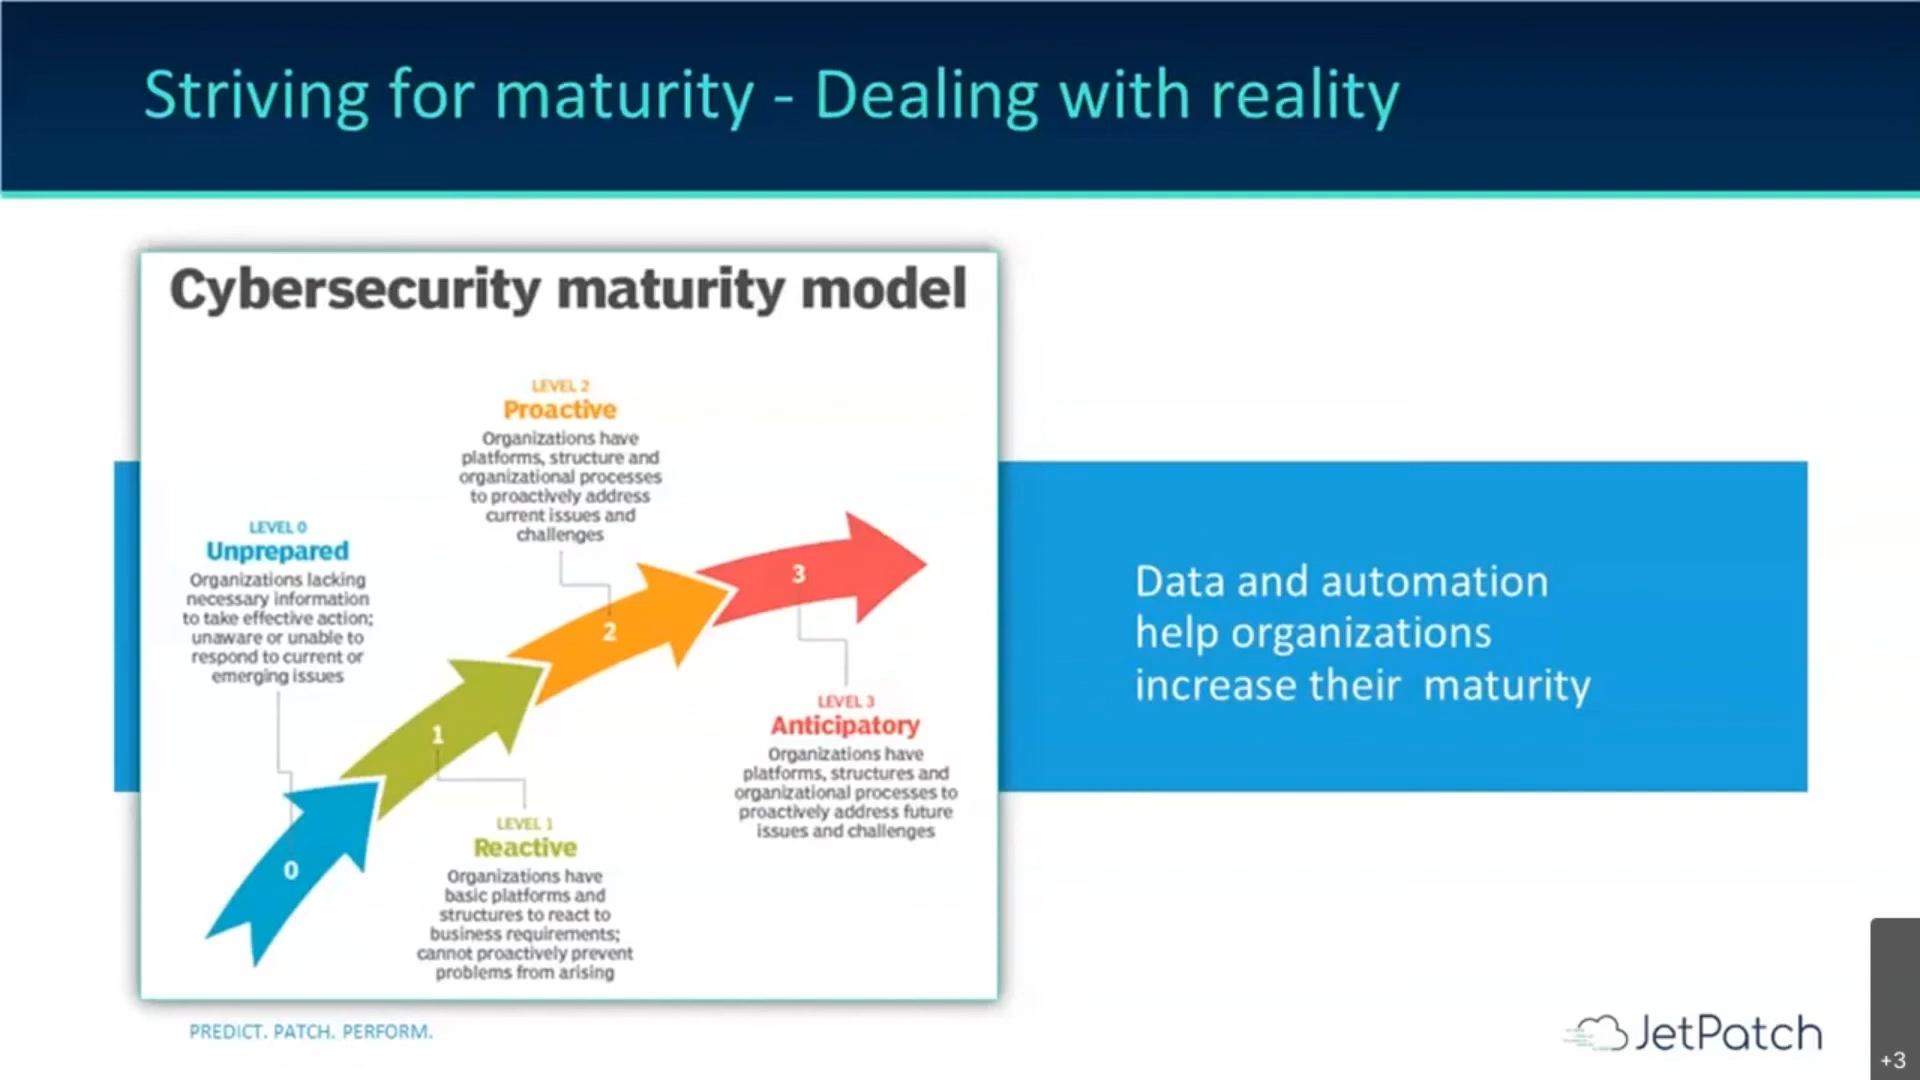 Striving for maturity - Dealing with reality
Cybersecurity maturity model
LEVEL 2
Proactive
Organizations have
platforms, structure and
organizational processes
to proactively address
current issues and
challenges
LEVEL 0
Unprepared
Organizations lacking
necessary information
to take effective action;
unaware or unable to
respond to current or
emerging issues
3
2
1
0
LEVEL 3
Anticipatory
Organizations have
platforms, structures and
organizational processes to
proactively address future
issues and challenges
LEVEL 1
Reactive
Organizations have
basic platforms and
structures to react to
business requirements;
cannot proactively prevent
problems from arising
Data and automation
help organizations
increase their maturity
PREDICT. PATCH. PERFORM.
JetPatch
+3